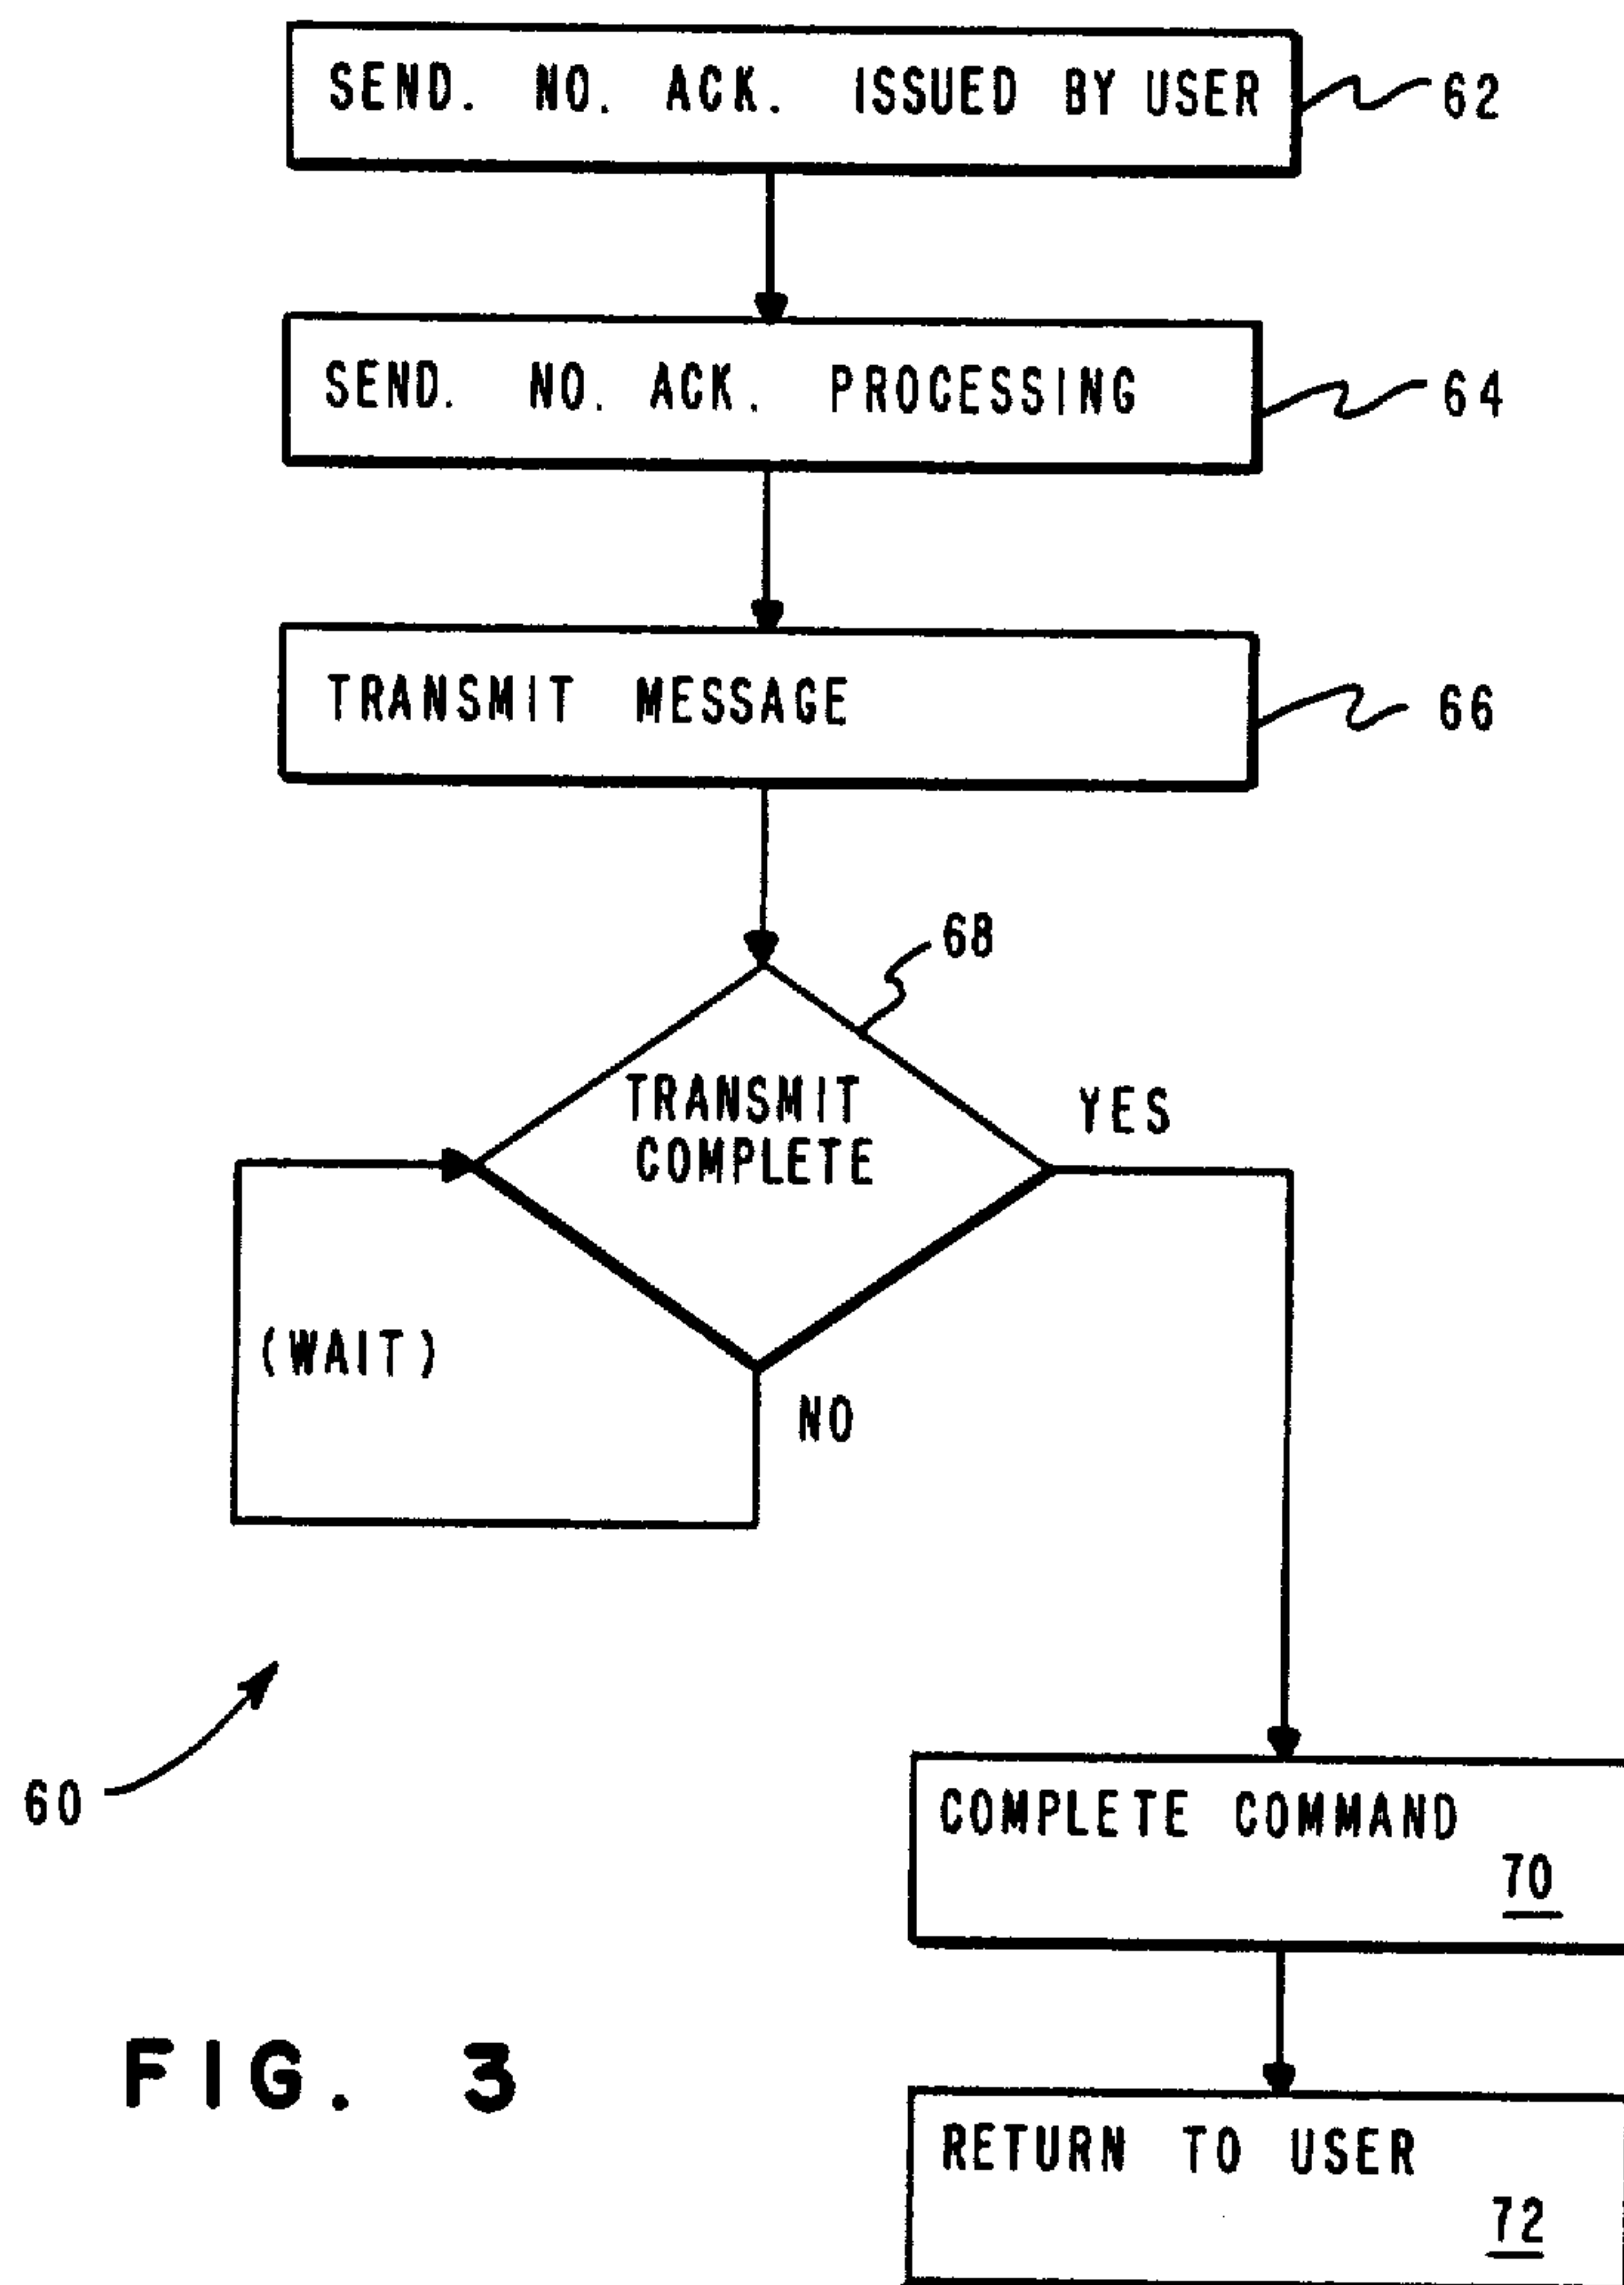 SEND. NO. ACK. ISSUED BY USER
62
SEND. NO. ACK. PROCESSING
64
TRANSMIT MESSAGE
66
68
TRANSMIT
COMPLETE
YES
(WAIT)
NO
60
COMPLETE COMMAND
70
RETURN TO USER
72
FIG. 3